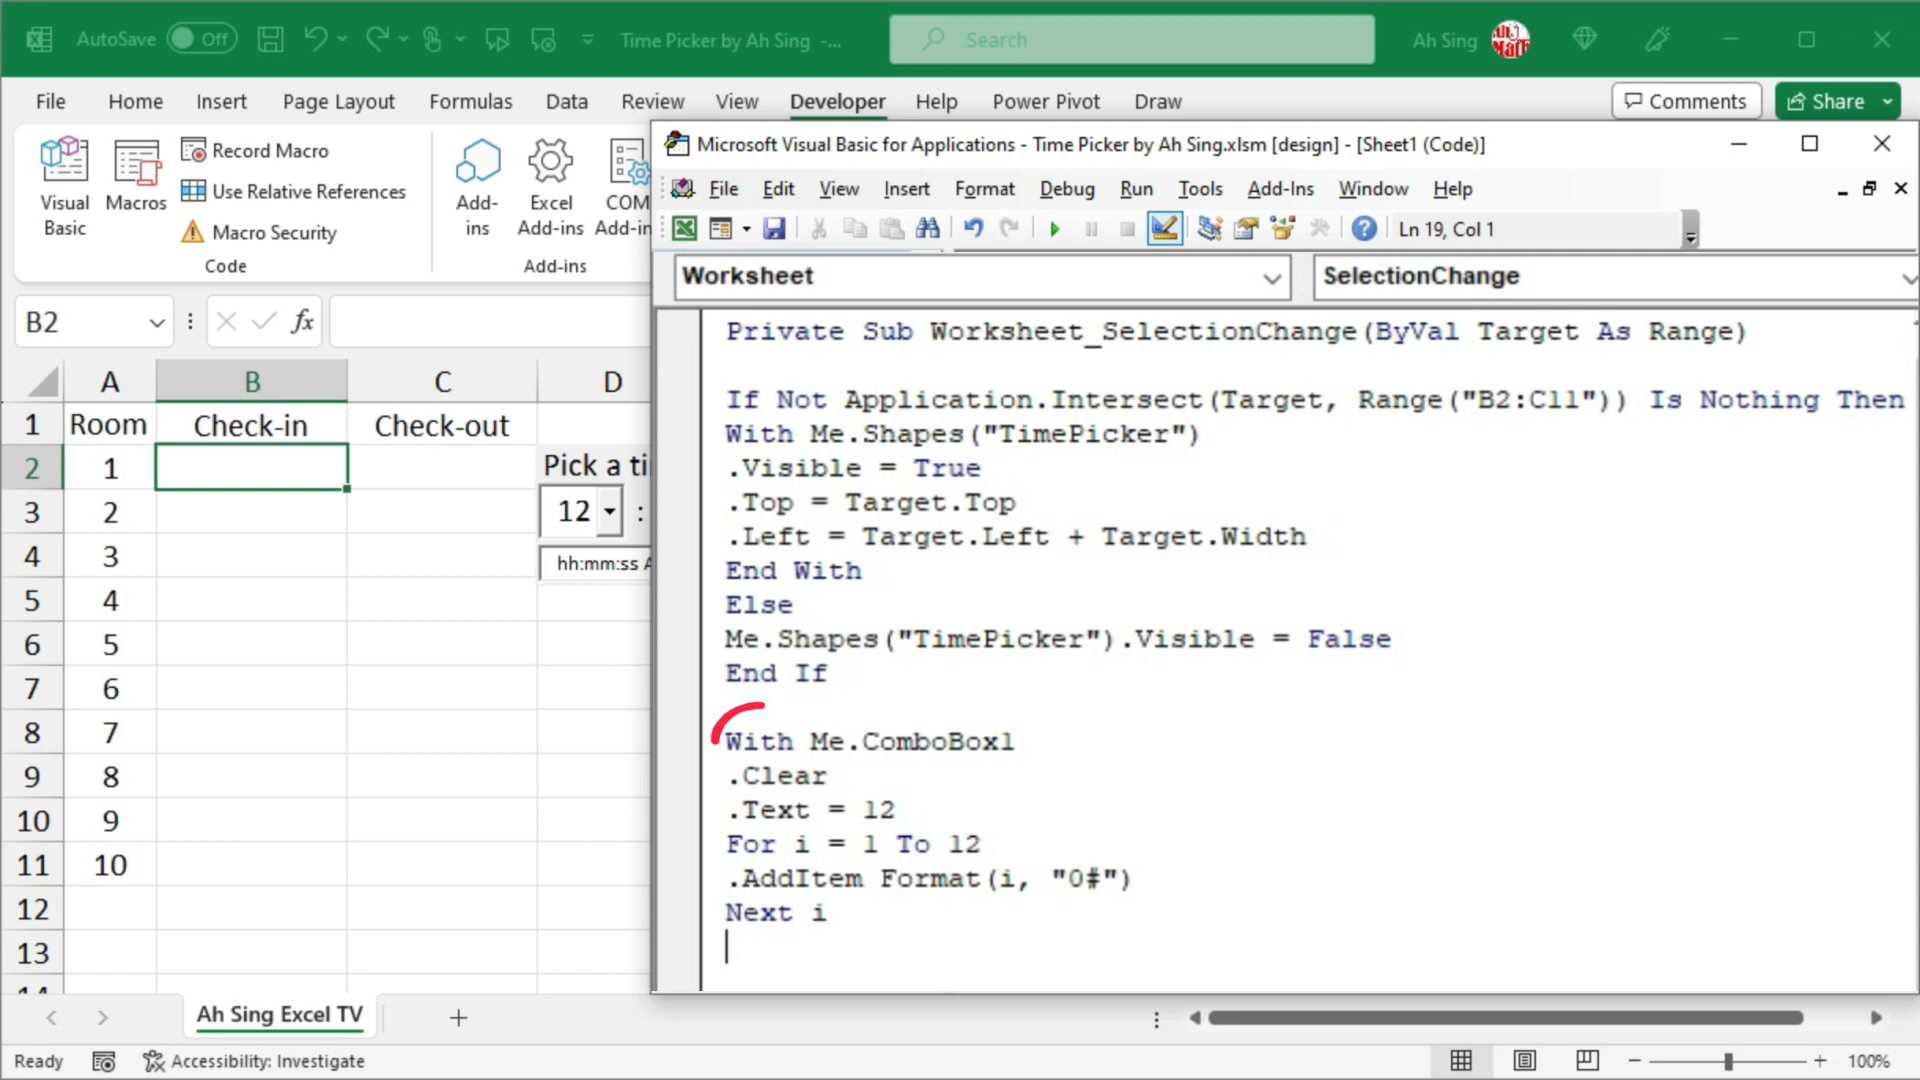 AutoSave Off Time Picker by Ah Sing -... Search Ah Sing
File Home Insert Page Layout Formulas Data Review View Developer Help Power Pivot Draw Comments Share
Visual Basic
Macros
Record Macro
Use Relative References
Macro Security
Code
Add-ins
Excel Add-ins
COM Add-in
Add-ins
B2 fx
A B C D
1 Room Check-in Check-out
2 1 Pick a ti
3 2 12 :
4 3 hh:mm:ss A
5 4
6 5
7 6
8 7
9 8
10 9
11 10
12
13
14
Microsoft Visual Basic for Applications - Time Picker by Ah Sing.xlsm [design] - [Sheet1 (Code)]
File Edit View Insert Format Debug Run Tools Add-Ins Window Help
Ln 19, Col 1
Worksheet SelectionChange
Private Sub Worksheet_SelectionChange(ByVal Target As Range)
If Not Application.Intersect(Target, Range("B2:C11")) Is Nothing Then
With Me.Shapes("TimePicker")
.Visible = True
.Top = Target.Top
.Left = Target.Left + Target.Width
End With
Else
Me.Shapes("TimePicker").Visible = False
End If
With Me.ComboBox1
.Clear
.Text = 12
For i = 1 To 12
.AddItem Format(i, "0#")
Next i
Ah Sing Excel TV
Ready Accessibility: Investigate 100%